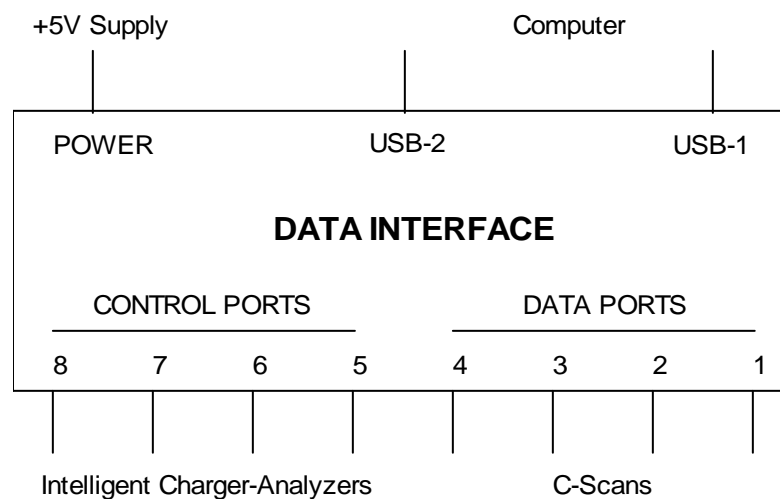 +5V Supply Computer
POWER USB-2 USB-1
DATA INTERFACE
CONTROL PORTS DATA PORTS
8 7 6 5 4 3 2 1
Intelligent Charger-Analyzers C-Scans